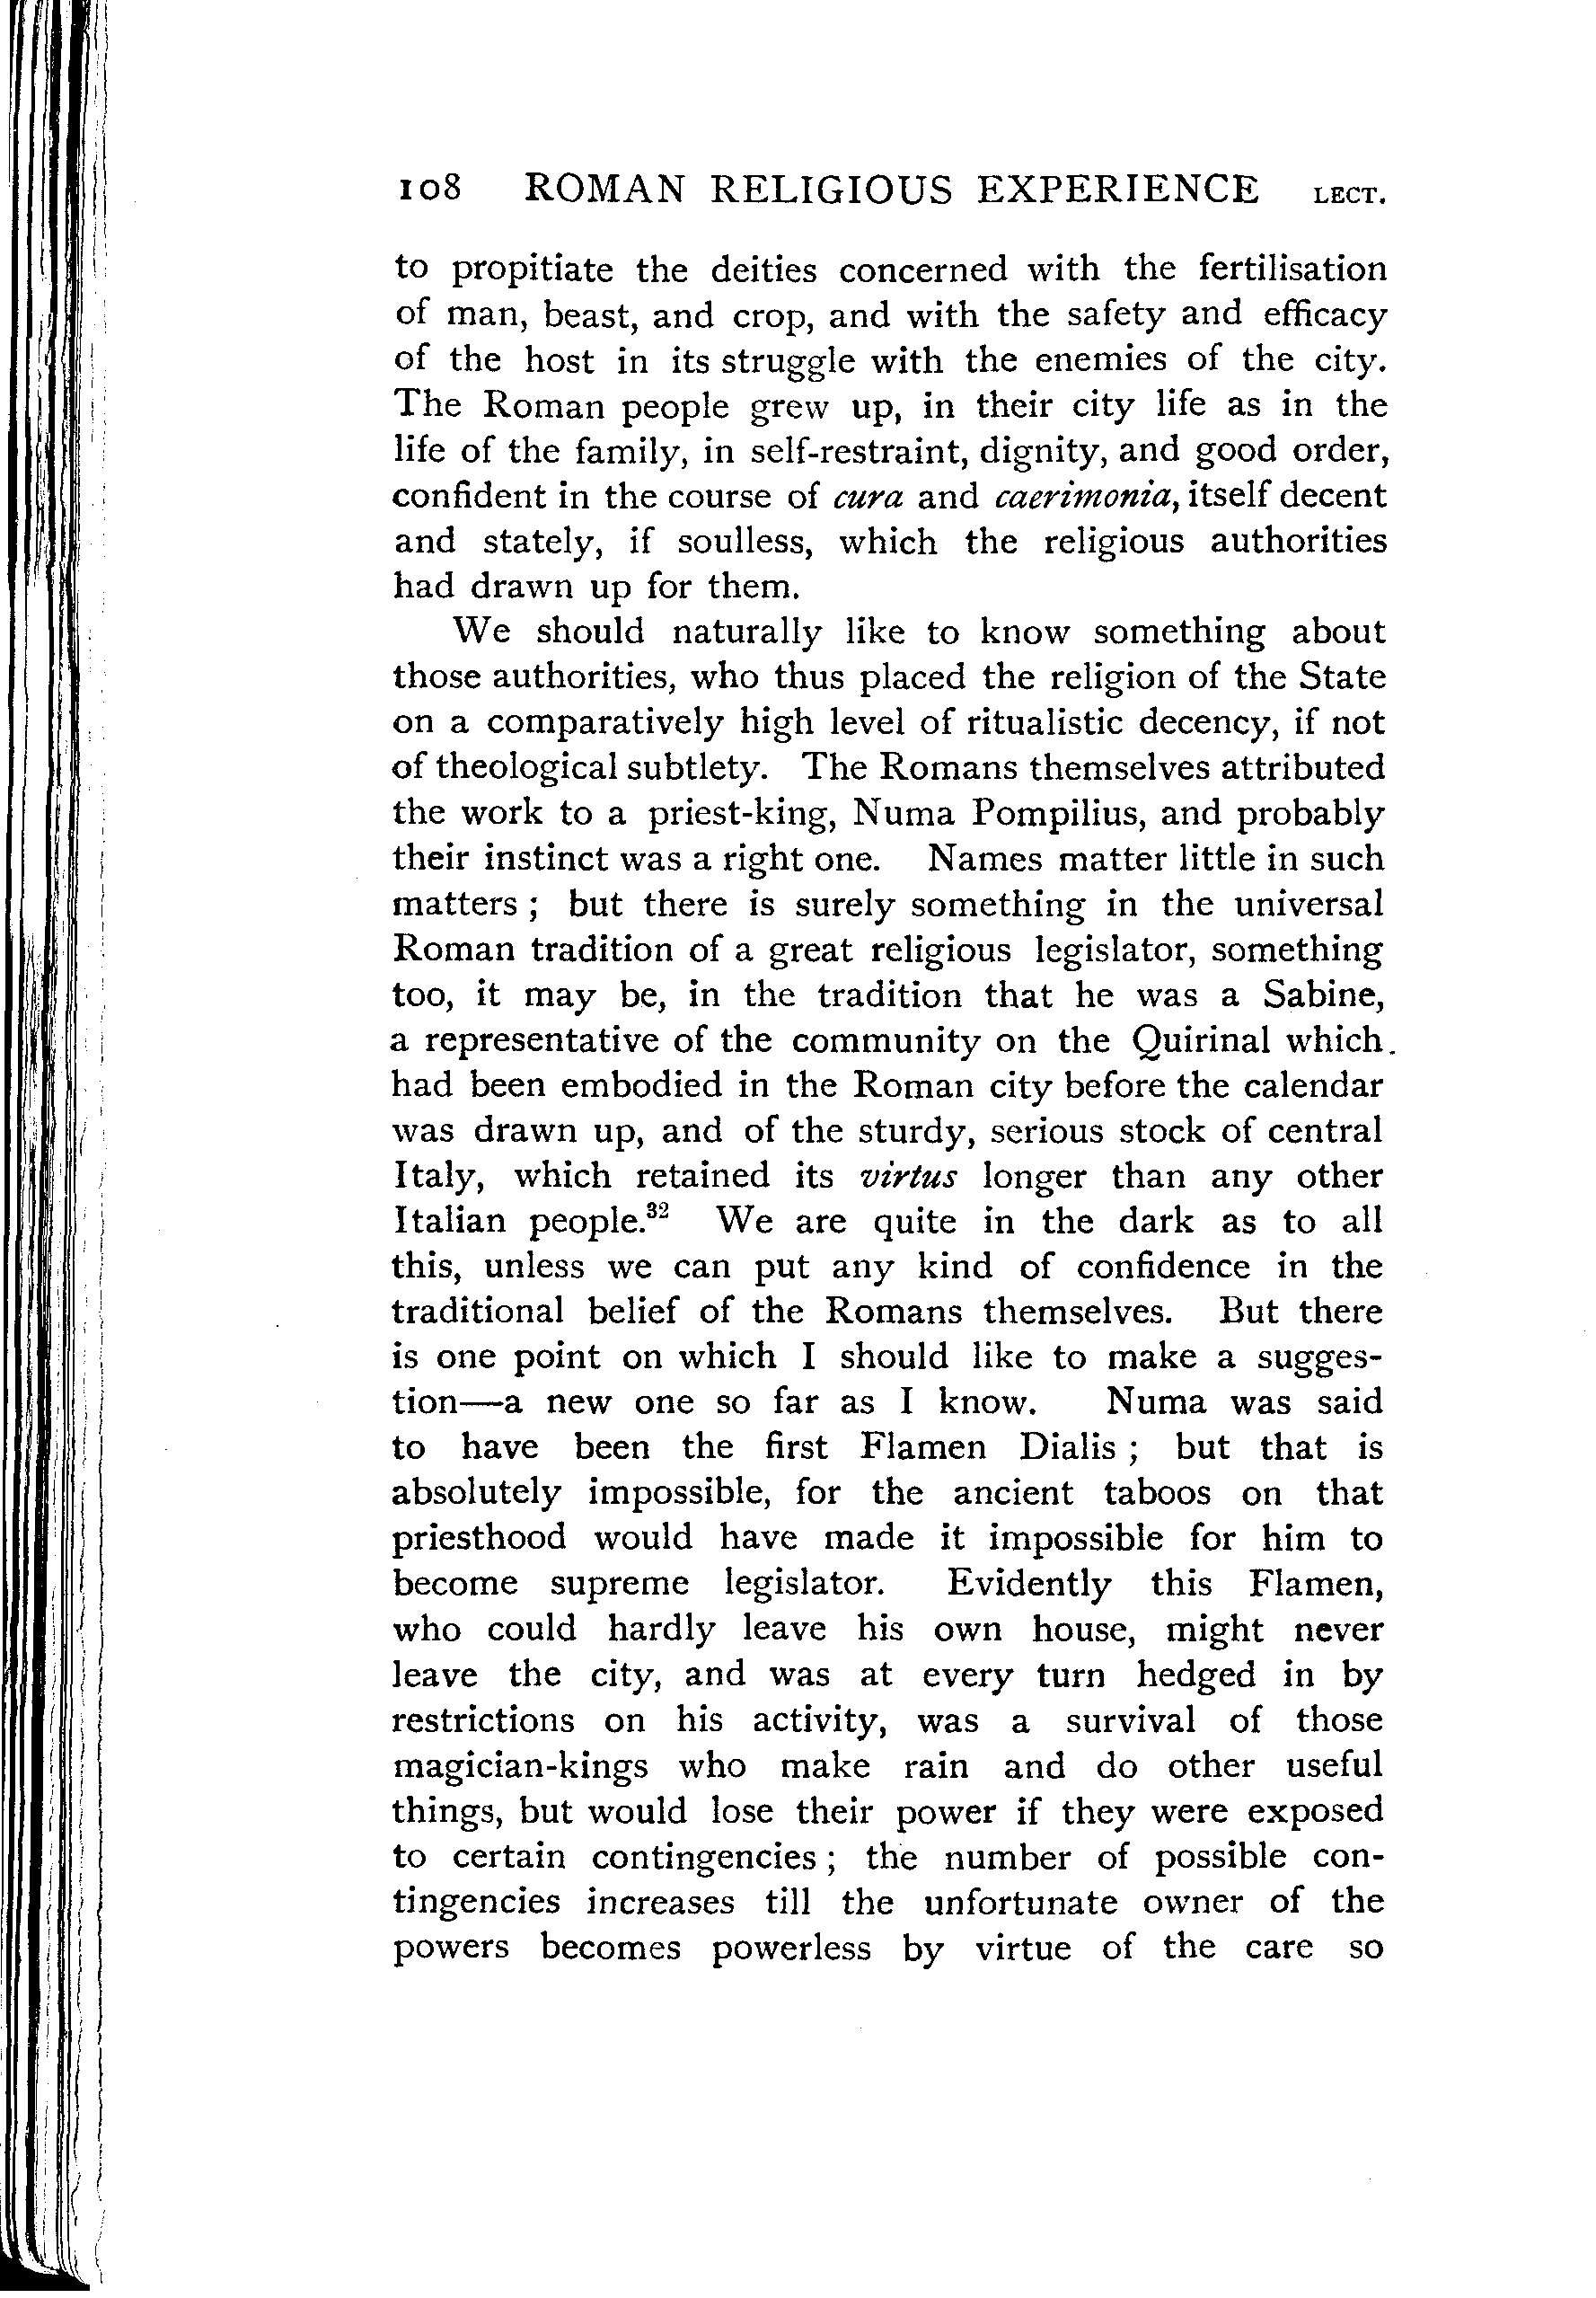 108 ROMAN RELIGIOUS EXPERIENCE LECT.
to propitiate the deities concerned with the fertilisation
of man, beast, and crop, and with the safety and efficacy
of the host in its struggle with the enemies of the city.
The Roman people grew up, in their city life as in the
life of the family, in self-restraint, dignity, and good order,
confident in the course of cura and caerimonia, itself decent
and stately, if soulless, which the religious authorities
had drawn up for them.
We should naturally like to know something about
those authorities, who thus placed the religion of the State
on a comparatively high level of ritualistic decency, if not
of theological subtlety. The Romans themselves attributed
the work to a priest-king, Numa Pompilius, and probably
their instinct was a right one. Names matter little in such
matters ; but there is surely something in the universal
Roman tradition of a great religious legislator, something
too, it may be, in the tradition that he was a Sabine,
a representative of the community on the Quirinal which
had been embodied in the Roman city before the calendar
was drawn up, and of the sturdy, serious stock of central
Italy, which retained its virtus longer than any other
Italian people.³² We are quite in the dark as to all
this, unless we can put any kind of confidence in the
traditional belief of the Romans themselves. But there
is one point on which I should like to make a sugges-
tion—a new one so far as I know. Numa was said
to have been the first Flamen Dialis ; but that is
absolutely impossible, for the ancient taboos on that
priesthood would have made it impossible for him to
become supreme legislator. Evidently this Flamen,
who could hardly leave his own house, might never
leave the city, and was at every turn hedged in by
restrictions on his activity, was a survival of those
magician-kings who make rain and do other useful
things, but would lose their power if they were exposed
to certain contingencies ; the number of possible con-
tingencies increases till the unfortunate owner of the
powers becomes powerless by virtue of the care so